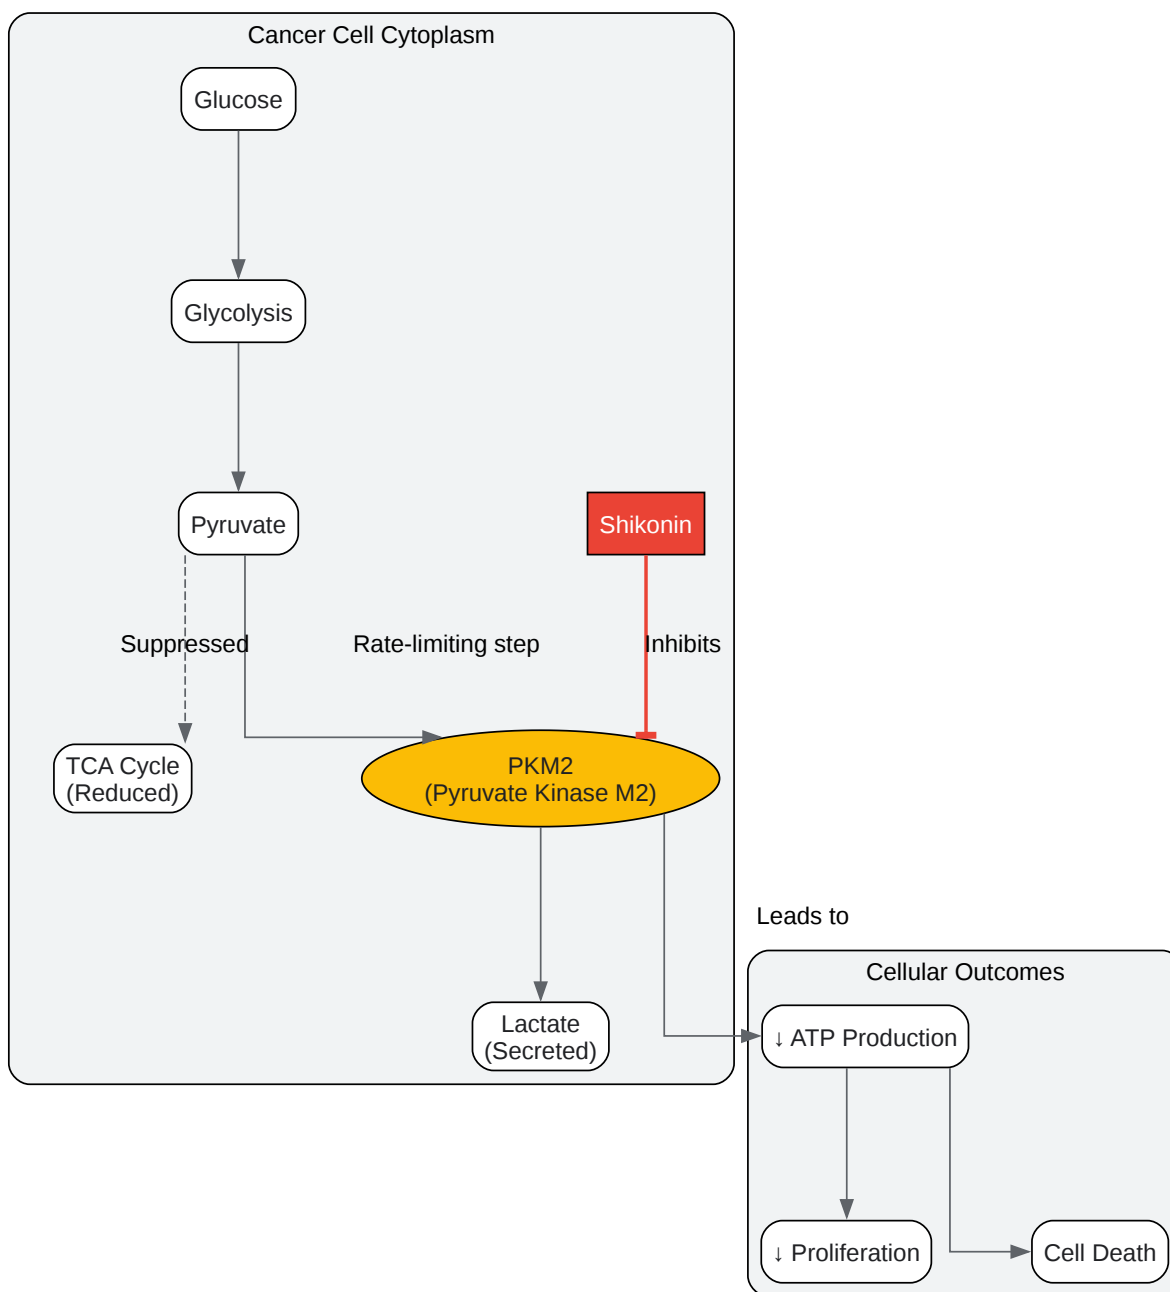 Cancer Cell Cytoplasm
Glucose
Glycolysis
Pyruvate
Shikonin
Suppressed
Rate-limiting step
Inhibits
TCA Cycle
(Reduced)
PKM2
(Pyruvate Kinase M2)
Leads to
Cellular Outcomes
Lactate
(Secreted)
↓ ATP Production
↓ Proliferation
Cell Death